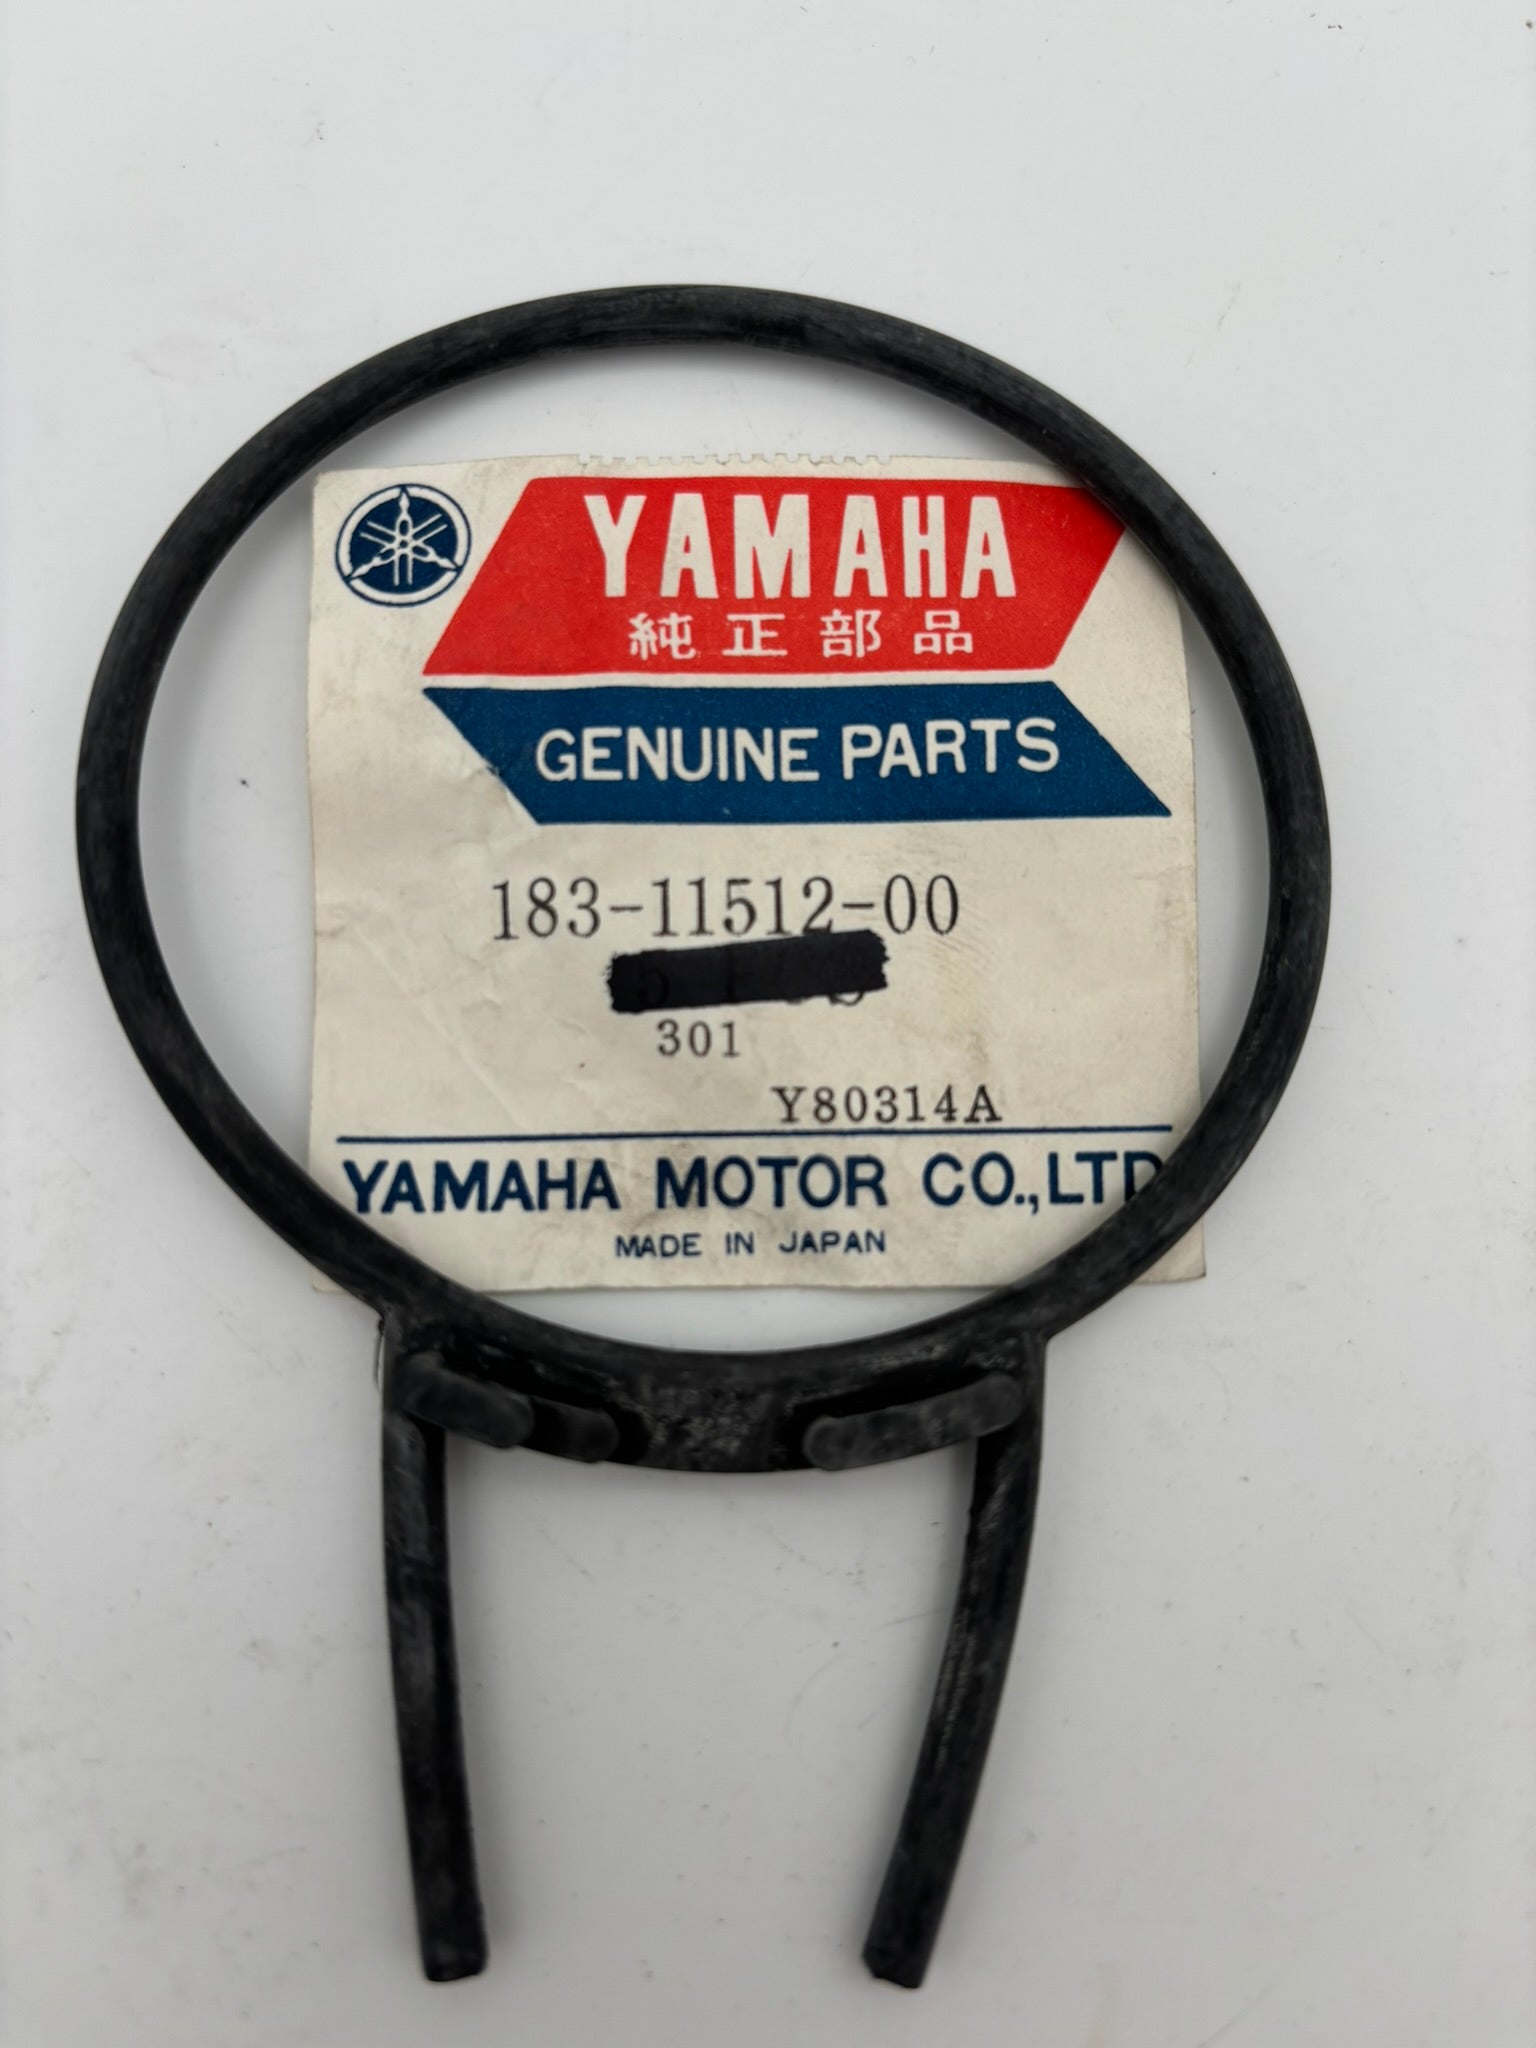 YAMAHA
純正部品
GENUINE PARTS
183-11512-00
301
Y80314A
YAMAHA MOTOR CO.,LTD
MADE IN JAPAN